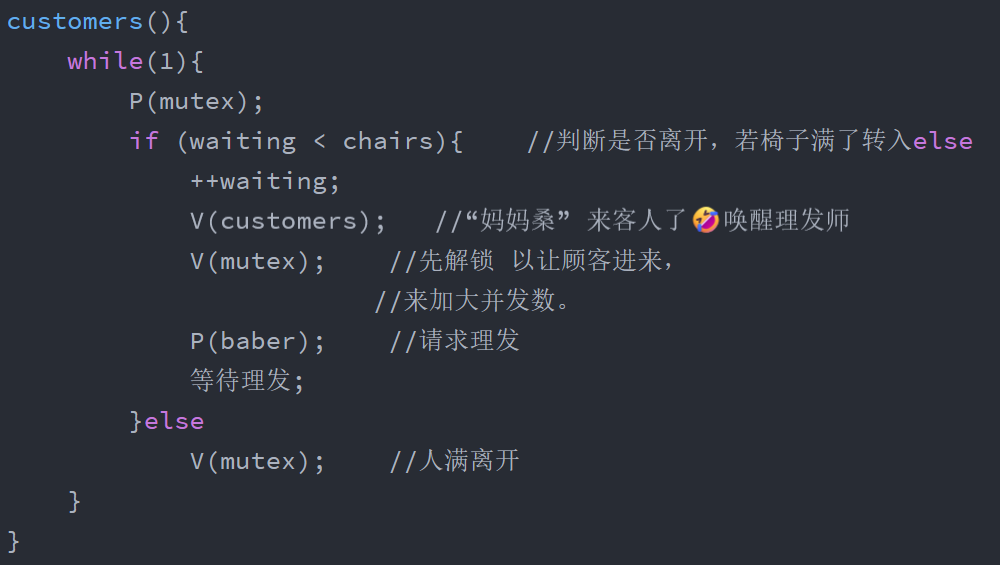 customers(){
while(1){
P(mutex);
if (waiting < chairs){ //判断是否离开，若椅子满了转入else
++waiting;
V(customers); //“妈妈桑” 来客人了🤣唤醒理发师
V(mutex); //先解锁 以让顾客进来，
//来加大并发数。
P(baber); //请求理发
等待理发;
}else
V(mutex); //人满离开
}
}